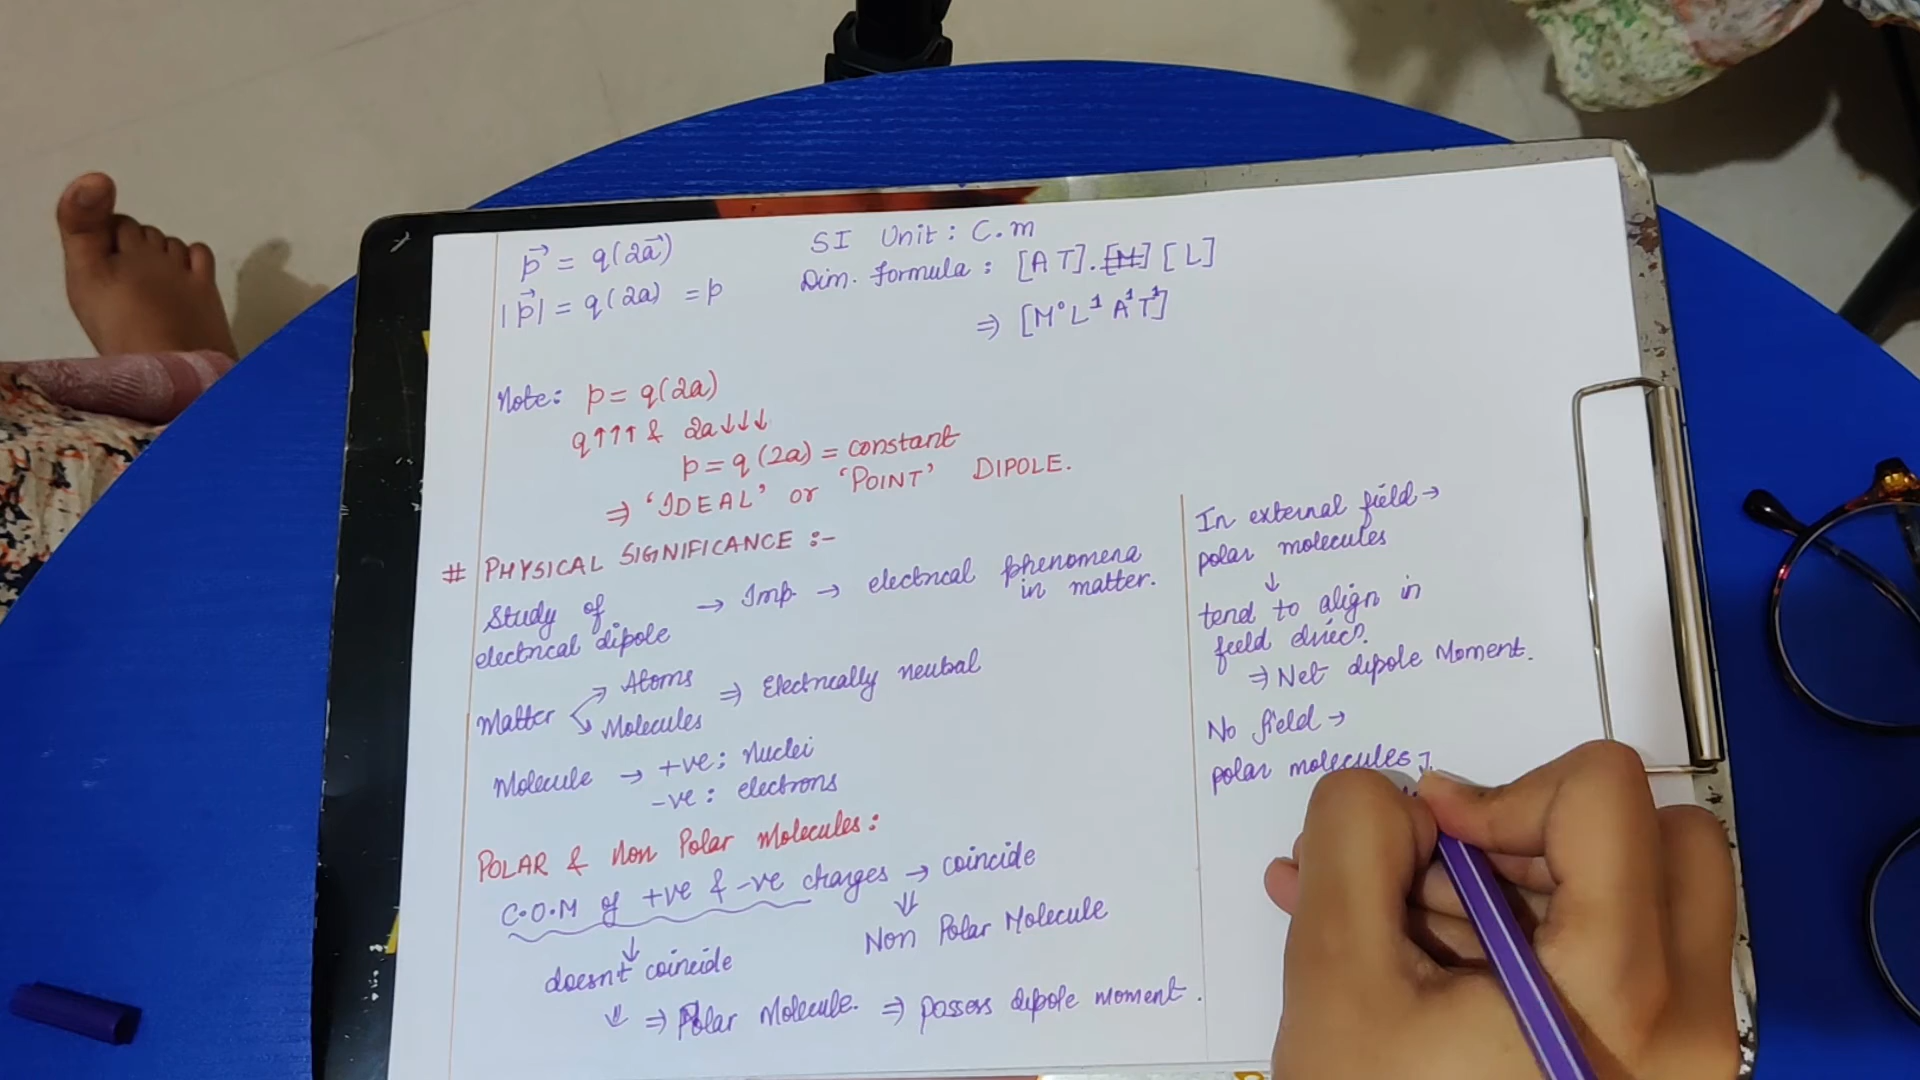 p⃗ = q(2a⃗)
|p⃗| = q(2a) = p
SI Unit : C.m
Dim. formula : [A T]. [M] [L]
⇒ [M⁰L¹A¹T¹]
Note: p = q(2a)
q↑↑↑ & 2a↓↓↓
p = q (2a) = constant
⇒ 'IDEAL' or 'POINT' DIPOLE.
# PHYSICAL SIGNIFICANCE :-
Study of electrical dipole → Imp → electrical phenomena in matter.
Matter → Atoms
→ Molecules ⇒ Electrically neutral
Molecule → +ve : nuclei
-ve : electrons
POLAR & Non Polar Molecules :
C.O.M of +ve & -ve charges → coincide
↓ ⇓
doesn't coincide Non Polar Molecule
⇓ ⇒ Polar Molecule. ⇒ possess dipole moment.
In external field →
polar molecules
↓
tend to align in
field direcn.
⇒ Net dipole Moment.
No field →
polar molecules